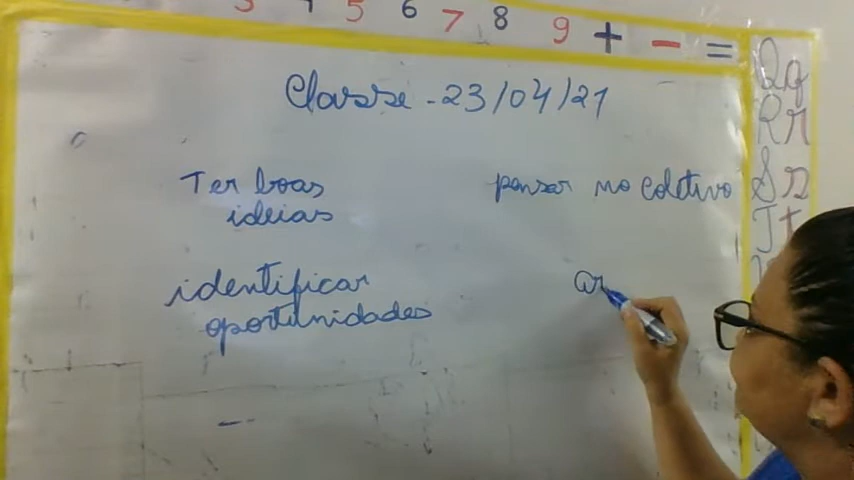 5 6 7 8 9 + - =
Classe - 23/04/21
Ter boas
ideias
pensar no coletivo
identificar
oportunidades
Qq
Rr
Ss
Tt